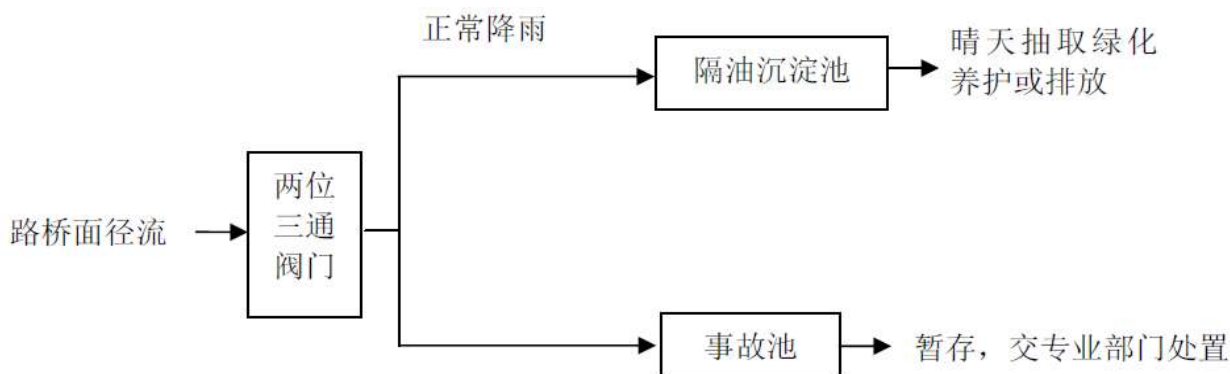 正常降雨
隔油沉淀池
晴天抽取绿化
养护或排放
两位
三通
阀门
路桥面径流
事故池
暂存，交专业部门处置